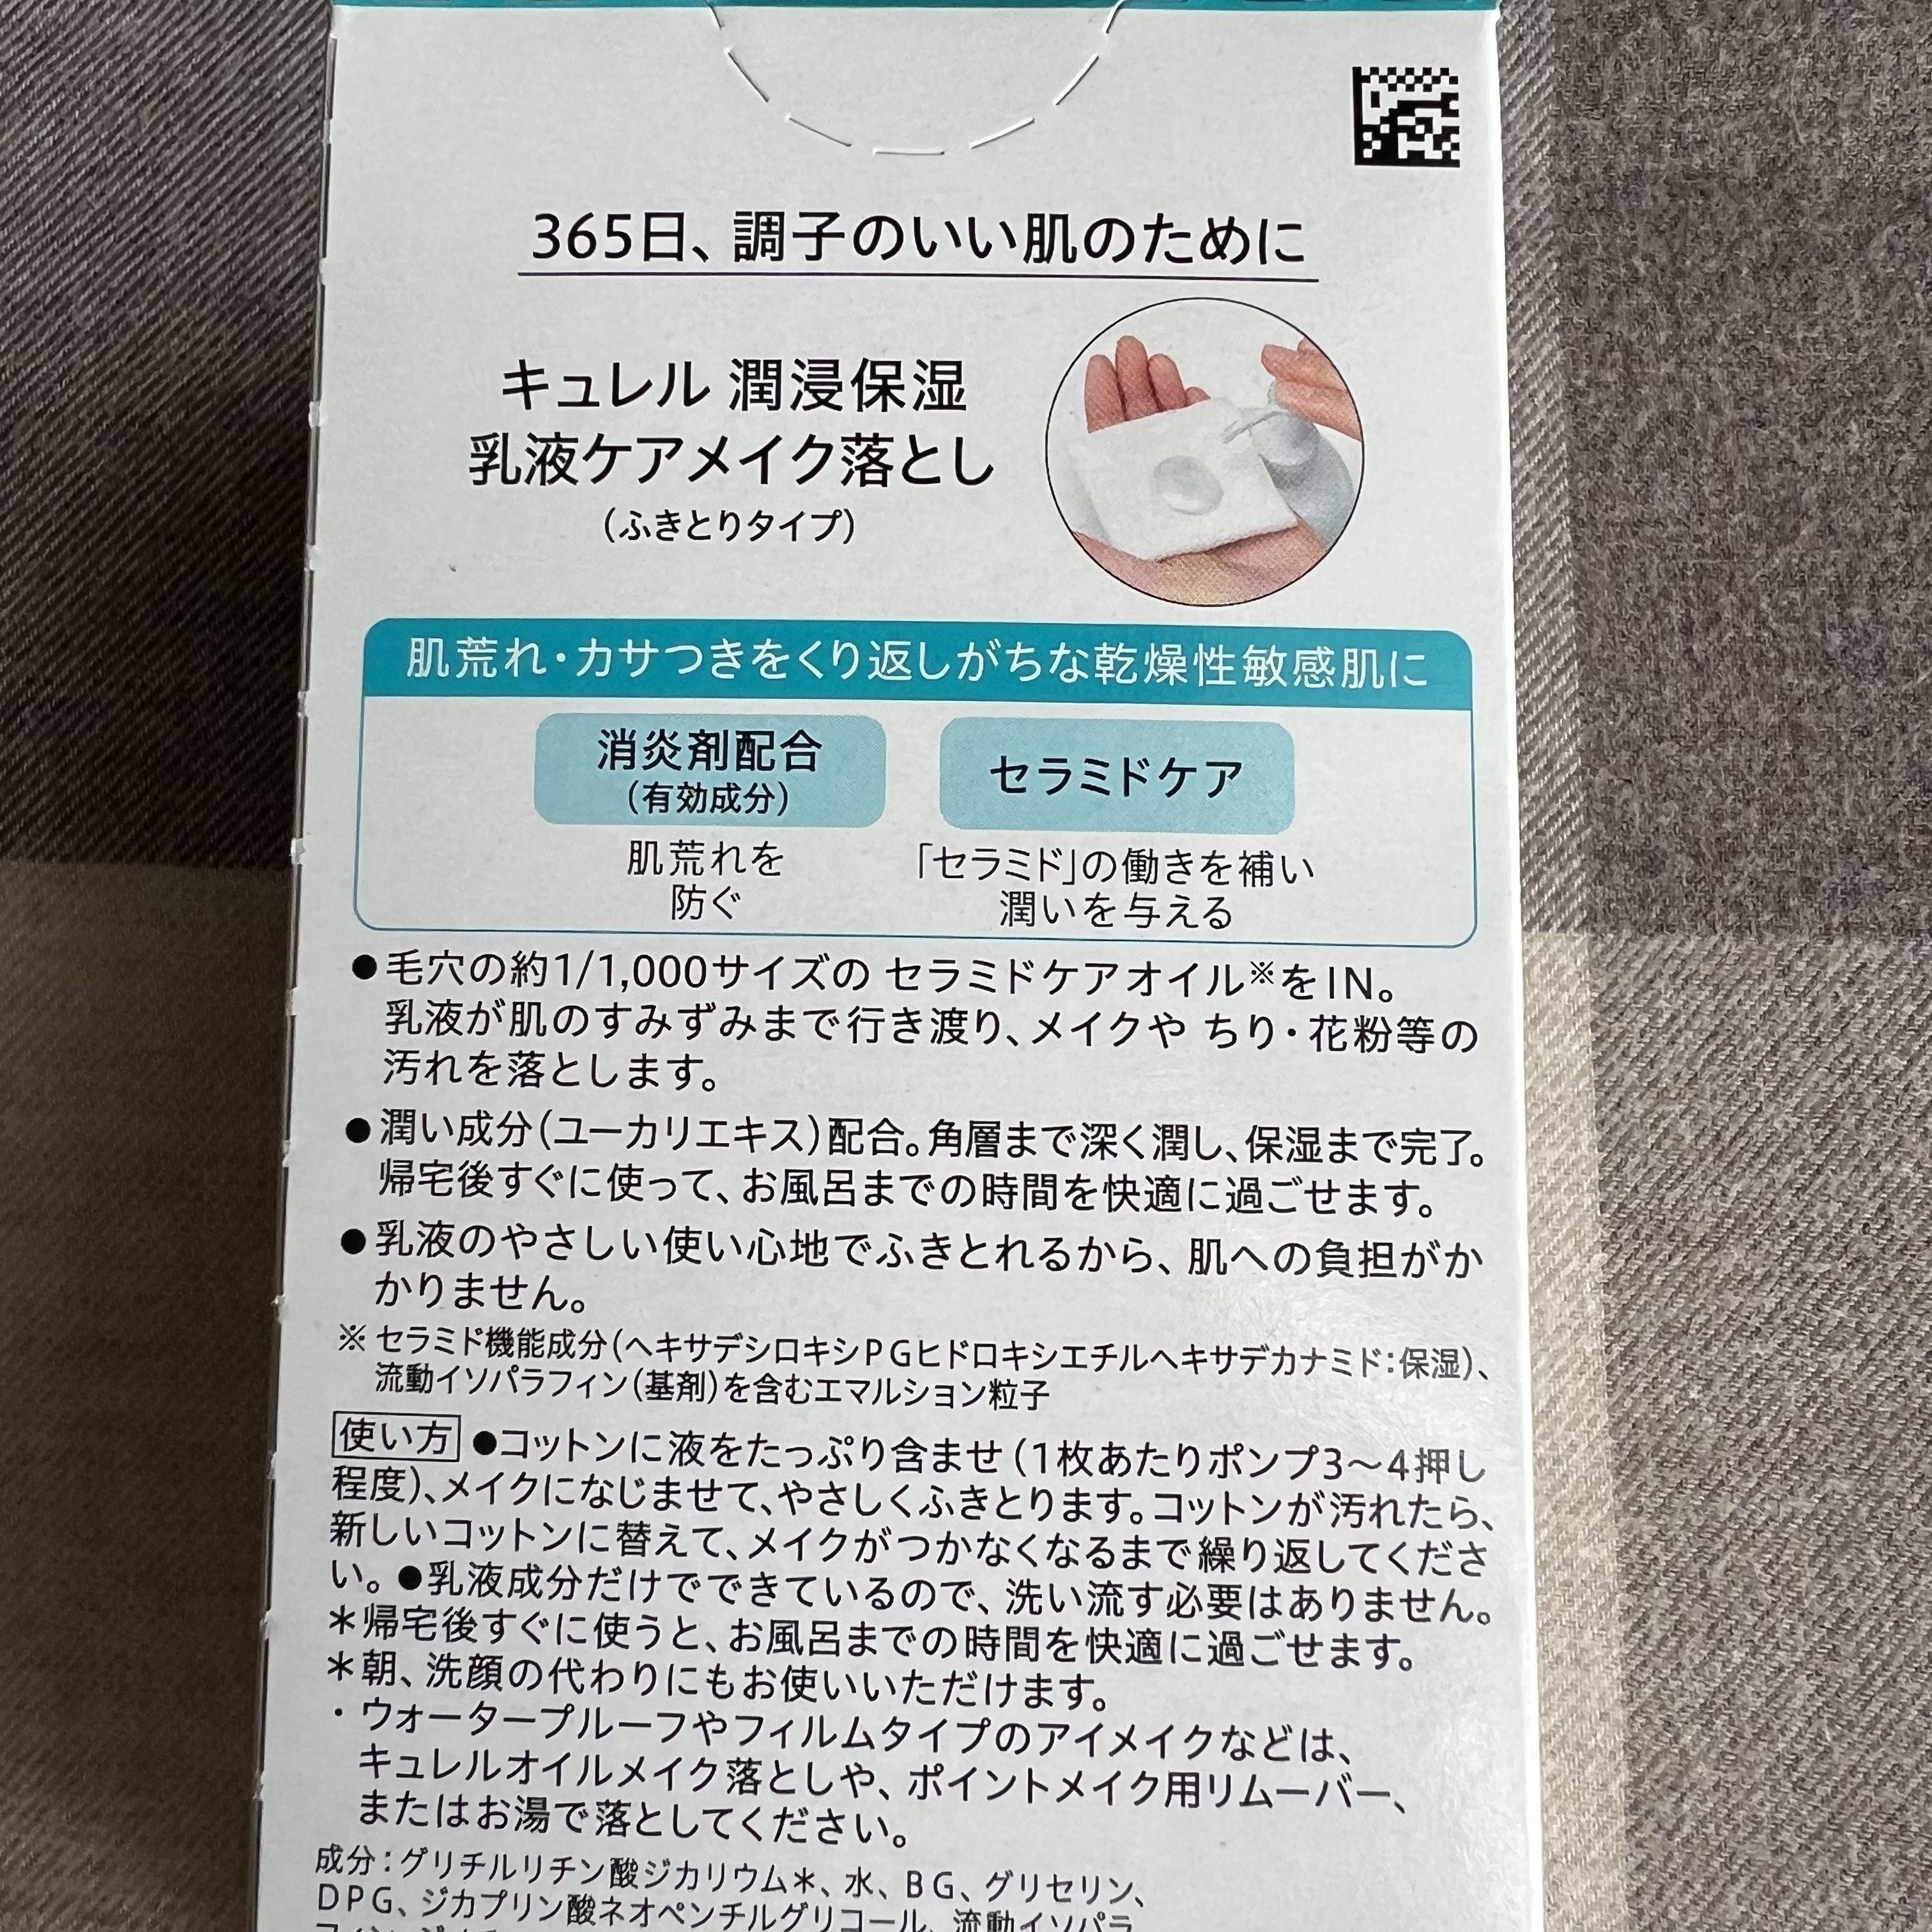 365日、調子のいい肌のために
キュレル 潤浸保湿
乳液ケアメイク落とし
(ふきとりタイプ)
肌荒れ・カサつきをくり返しがちな乾燥性敏感肌に
消炎剤配合
(有効成分)
肌荒れを
防ぐ
セラミドケア
「セラミド」の働きを補い
潤いを与える
●毛穴の約1/1,000サイズの セラミドケアオイル※をIN。
乳液が肌のすみずみまで行き渡り、メイクや ちり・花粉等の
汚れを落とします。
●潤い成分(ユーカリエキス)配合。角層まで深く潤し、保湿まで完了。
帰宅後すぐに使って、お風呂までの時間を快適に過ごせます。
●乳液のやさしい使い心地でふきとれるから、肌への負担がか
かりません。
※セラミド機能成分(ヘキサデシロキシPGヒドロキシエチルヘキサデカナミド:保湿)、
流動イソパラフィン(基剤)を含むエマルション粒子
使い方 ●コットンに液をたっぷり含ませ(1枚あたりポンプ3〜4押し
程度)、メイクになじませて、やさしくふきとります。コットンが汚れたら、
新しいコットンに替えて、メイクがつかなくなるまで繰り返してくださ
い。●乳液成分だけでできているので、洗い流す必要はありません。
＊帰宅後すぐに使うと、お風呂までの時間を快適に過ごせます。
＊朝、洗顔の代わりにもお使いいただけます。
・ウォータープルーフやフィルムタイプのアイメイクなどは、
キュレルオイルメイク落としや、ポイントメイク用リムーバー、
またはお湯で落としてください。
成分:グリチルリチン酸ジカリウム＊、水、BG、グリセリン、
DPG、ジカプリン酸ネオペンチルグリコール、流動イソパラ